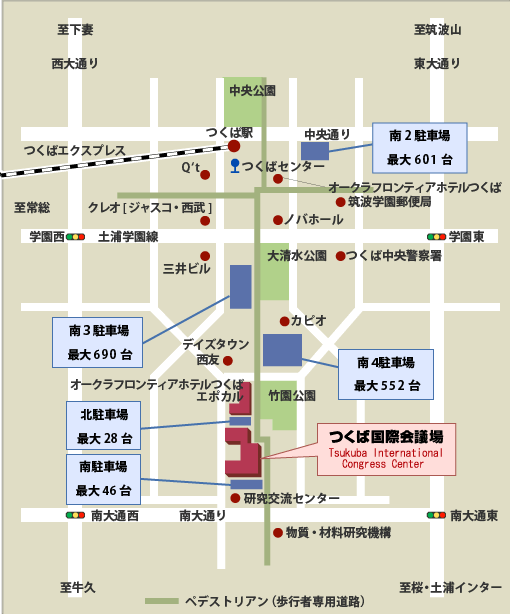 至下妻
至筑波山
西大通り
東大通り
中央公園
つくば駅
中央通り
南2駐車場
最大601台
つくばエクスプレス
Q't
つくばセンター
オークラフロンティアホテルつくば
筑波学園郵便局
至常総
クレオ[ジャスコ・西武]
ノバホール
学園西
土浦学園線
学園東
三井ビル
大清水公園
つくば中央警察署
南3駐車場
最大690台
カピオ
デイズタウン
西友
南4駐車場
最大552台
オークラフロンティアホテルつくば
エポカル
竹園公園
北駐車場
最大28台
つくば国際会議場
Tsukuba International
Congress Center
南駐車場
最大46台
研究交流センター
南大通西
南大通り
南大通東
物質・材料研究機構
至牛久
至桜・土浦インター
ペデストリアン(歩行者専用道路)